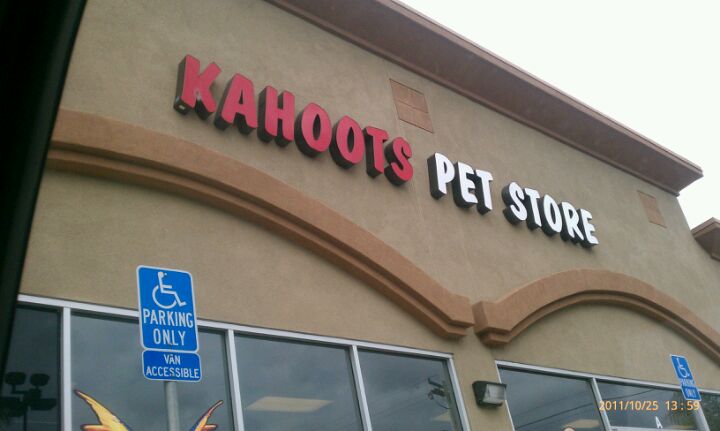 KAHOOTS PET STORE
PARKING
ONLY
VAN
ACCESSIBLE
2011/10/25 13:59
A